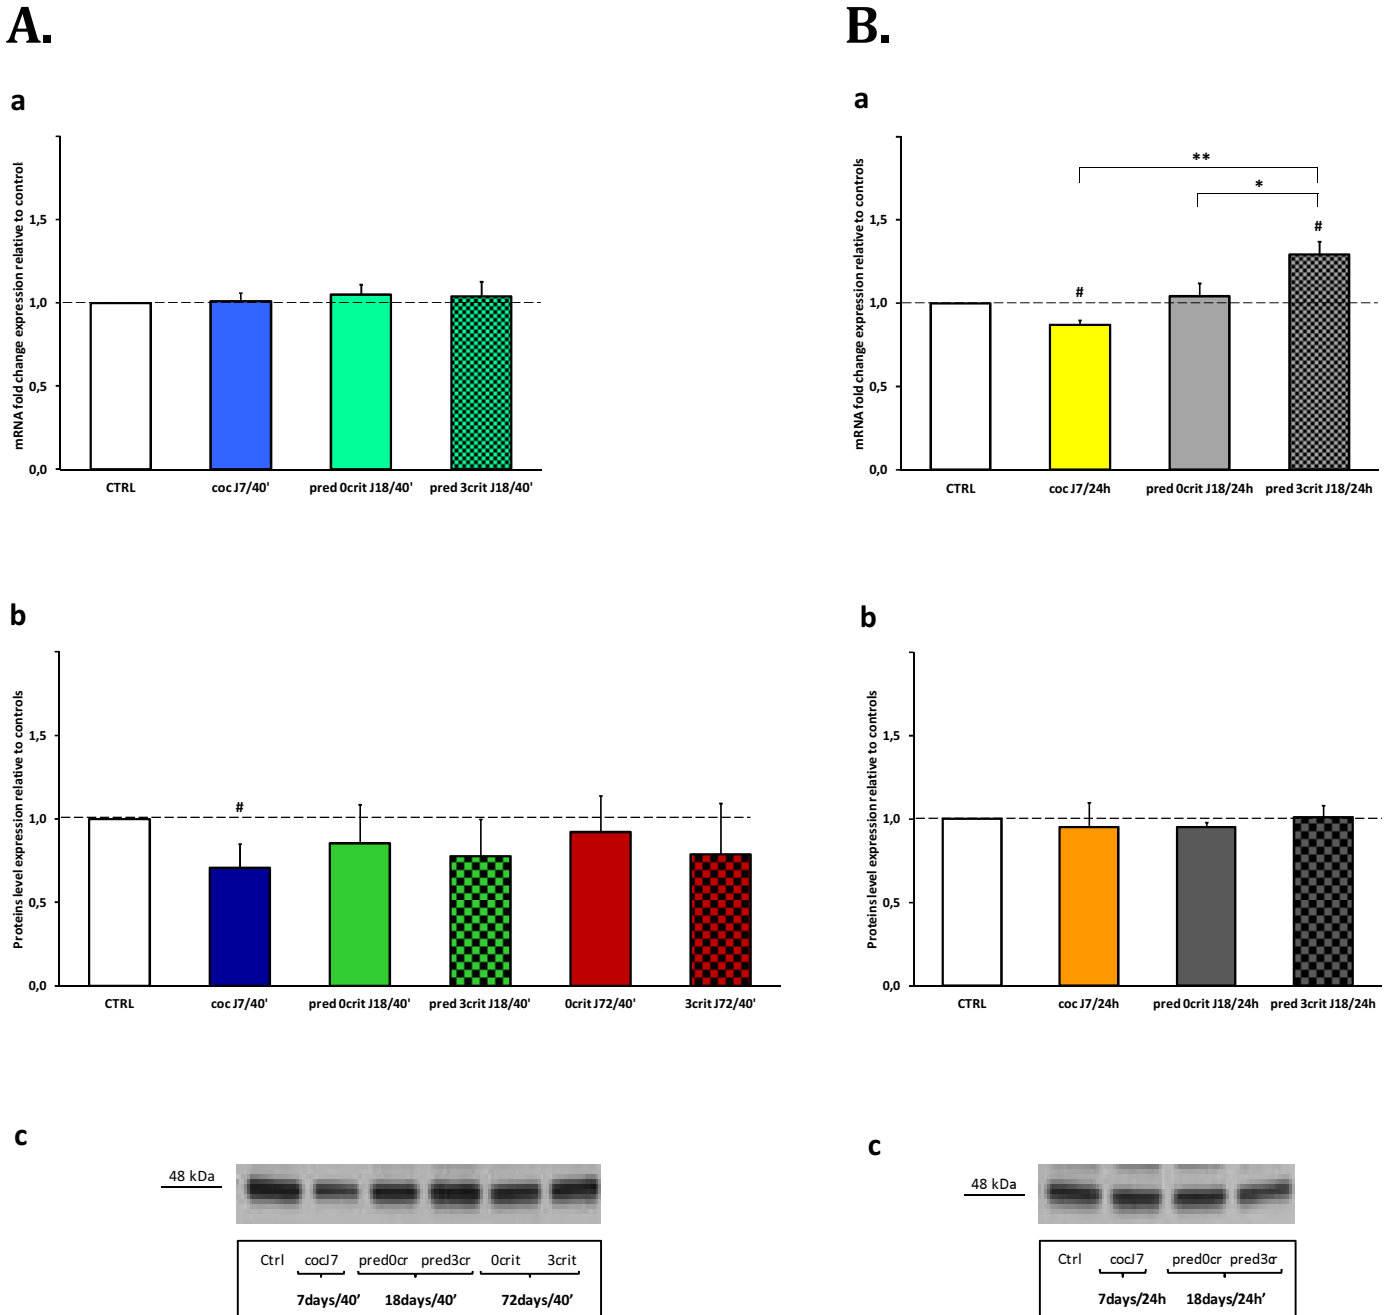 A.
B.
a
mRNA fold change expression relative to control
1,5
1,0
0,5
0,0
CTRL coc J7/40' pred 0crit J18/40' pred 3crit J18/40'
a
mRNA fold change expression relative to controls
1,5
1,0
0,5
0,0
**
*
#
#
CTRL coc J7/24h pred 0crit J18/24h pred 3crit J18/24h
b
Proteins level expression relative to controls
1,5
1,0
0,5
0,0
#
CTRL coc J7/40' pred 0crit J18/40' pred 3crit J18/40' 0crit J72/40' 3crit J72/40'
b
Proteins level expression relative to controls
1,5
1,0
0,5
0,0
CTRL coc J7/24h pred 0crit J18/24h pred 3crit J18/24h
c
48 kDa
Ctrl cocJ7 pred0cr pred3cr 0crit 3crit
7days/40’ 18days/40’ 72days/40’
c
48 kDa
Ctrl cocJ7 pred0cr pred3cr
7days/24h 18days/24h’